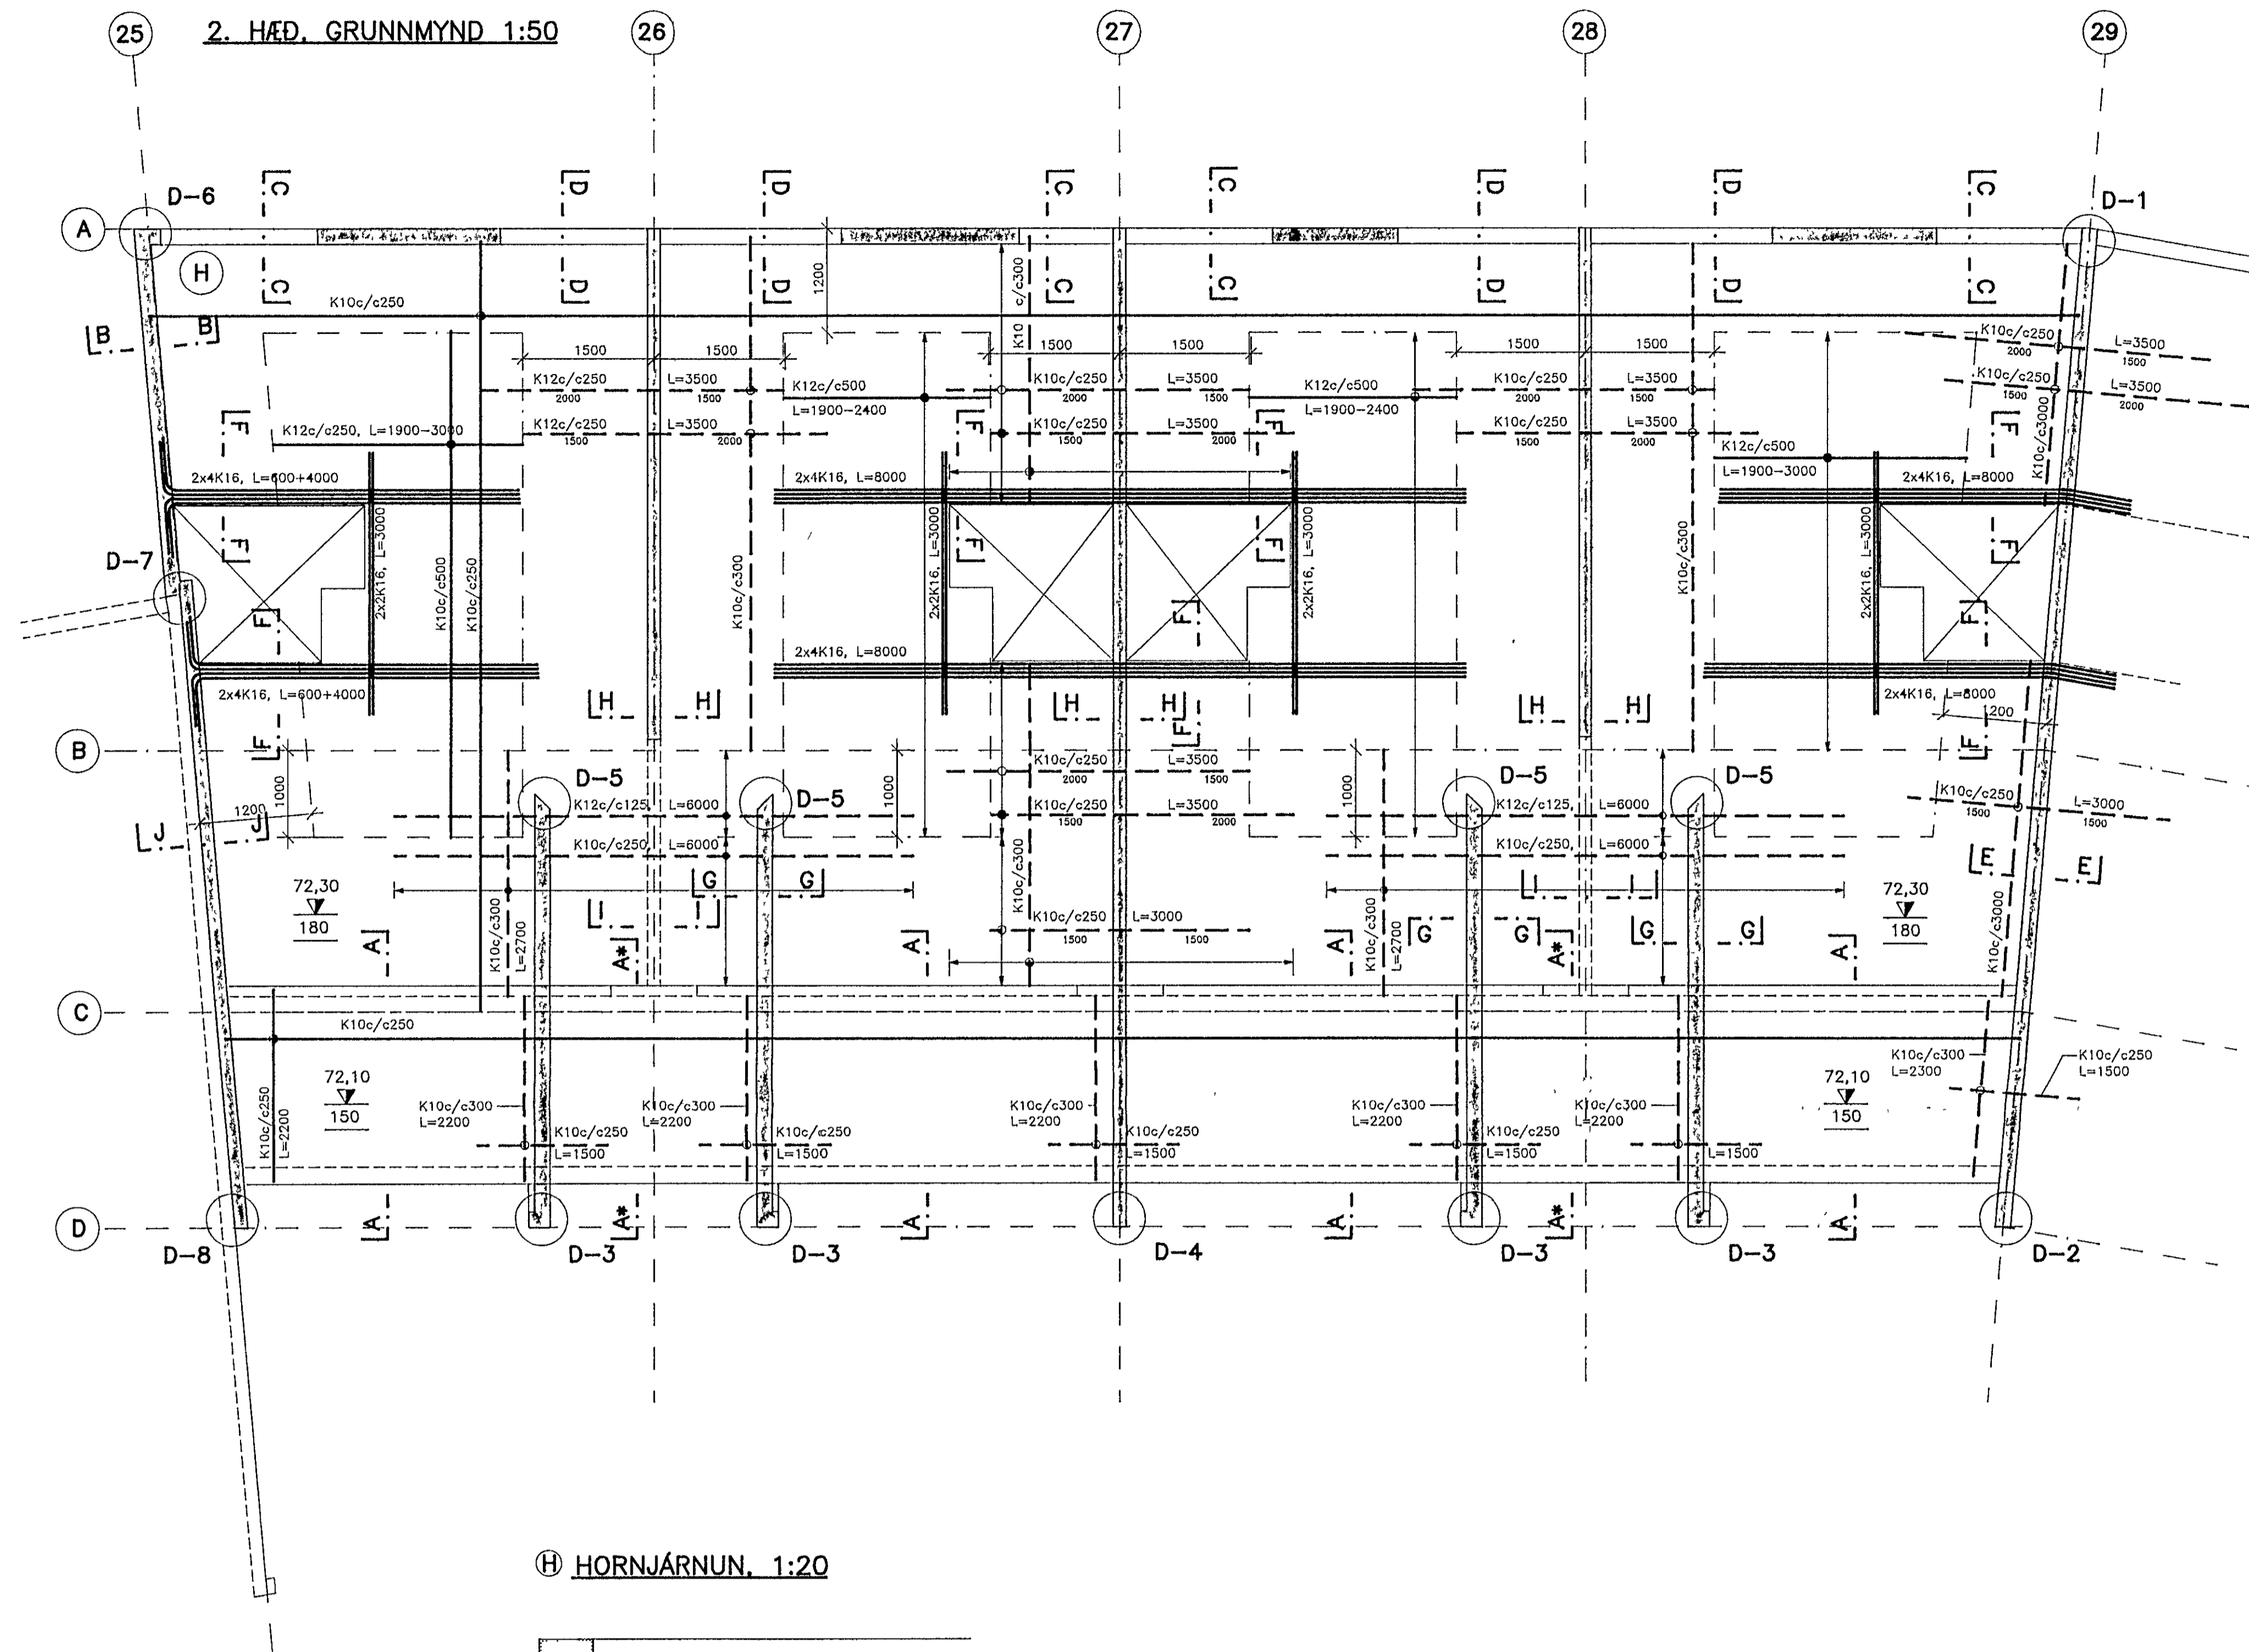 2. HÆÐ. GRUNNMYND 1:50
25
26
27
28
29
D-6
D-1
A
H
C
D
D
C
C
D
D
C
C
D
D
C
C
D
D
C
K10c/c250
1200
K10 c/c300
B
B
1500
1500
1500
1500
1500
1500
K10c/c250
2000
L=3500
1500
K12c/c250
2000
L=3500
1500
K12c/c500
L=1900-2400
K10c/c250
2000
L=3500
1500
K12c/c500
L=1900-2400
K10c/c250
2000
L=3500
1500
K10c/c250
1500
L=3500
2000
K12c/c250, L=1900-3000
K12c/c250
1500
L=3500
2000
K10c/c250
1500
L=3500
2000
K10c/c250
1500
L=3500
2000
K12c/c500
L=1900-3000
K10c/c3000
F
F
F
F
2x4K16, L=600+4000
2x4K16, L=8000
2x4K16, L=8000
F
F
F
F
D-7
2x2K16, L=3000
K10c/c500
K10c/c250
K10c/c300
2x2K16, L=3000
2x2K16, L=3000
K10c/c300
2x2K16, L=3000
F
F
F
2x4K16, L=8000
2x4K16, L=600+4000
2x4K16, L=8000
1200
H
H
H
H
H
H
F
F
F
B
K10c/c250
2000
L=3500
1500
D-5
D-5
D-5
D-5
1000
1200
1000
1000
K12c/c125, L=6000
K10c/c250
1500
L=3500
2000
K12c/c125, L=6000
K10c/c250
1500
L=3000
1500
J
J
K10c/c250, L=6000
K10c/c250, L=6000
K10c/c300
E
E
G
G
I
I
72,30
180
72,30
180
K10c/c300
L=2700
I
I
K10c/c250
1500
L=3000
1500
K10c/c300
L=2700
G
G
G
G
K10c/c3000
A
A*
A
A
A*
A
C
K10c/c250
72,10
150
72,10
150
K10c/c300
L=2300
K10c/c250
L=1500
K10c/c250
L=2200
K10c/c300
L=2200
K10c/c300
L=2200
K10c/c300
L=2200
K10c/c300
L=2200
K10c/c300
L=2200
K10c/c250
L=1500
K10c/c250
L=1500
K10c/c250
L=1500
K10c/c250
L=1500
L=1500
D
A
A*
A
A
A*
A
D-8
D-3
D-3
D-4
D-3
D-3
D-2
H HORNJÁRNUN, 1:20